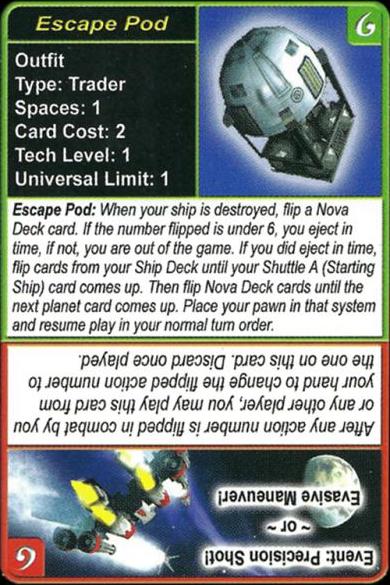 Escape Pod
6
Outfit
Type: Trader
Spaces: 1
Card Cost: 2
Tech Level: 1
Universal Limit: 1
Escape Pod: When your ship is destroyed, flip a Nova
Deck card. If the number flipped is under 6, you eject in
time, if not, you are out of the game. If you did eject in time,
flip cards from your Ship Deck until your Shuttle A (Starting
Ship) card comes up. Then flip Nova Deck cards until the
next planet card comes up. Place your pawn in that system
and resume play in your normal turn order.
Event: Precision Shot!
~ or ~
Evasive Maneuver!
6
After any action number is flipped in combat by you
or any other player, you may play this card from
your hand to change the flipped action number to
the one on this card. Discard once played.